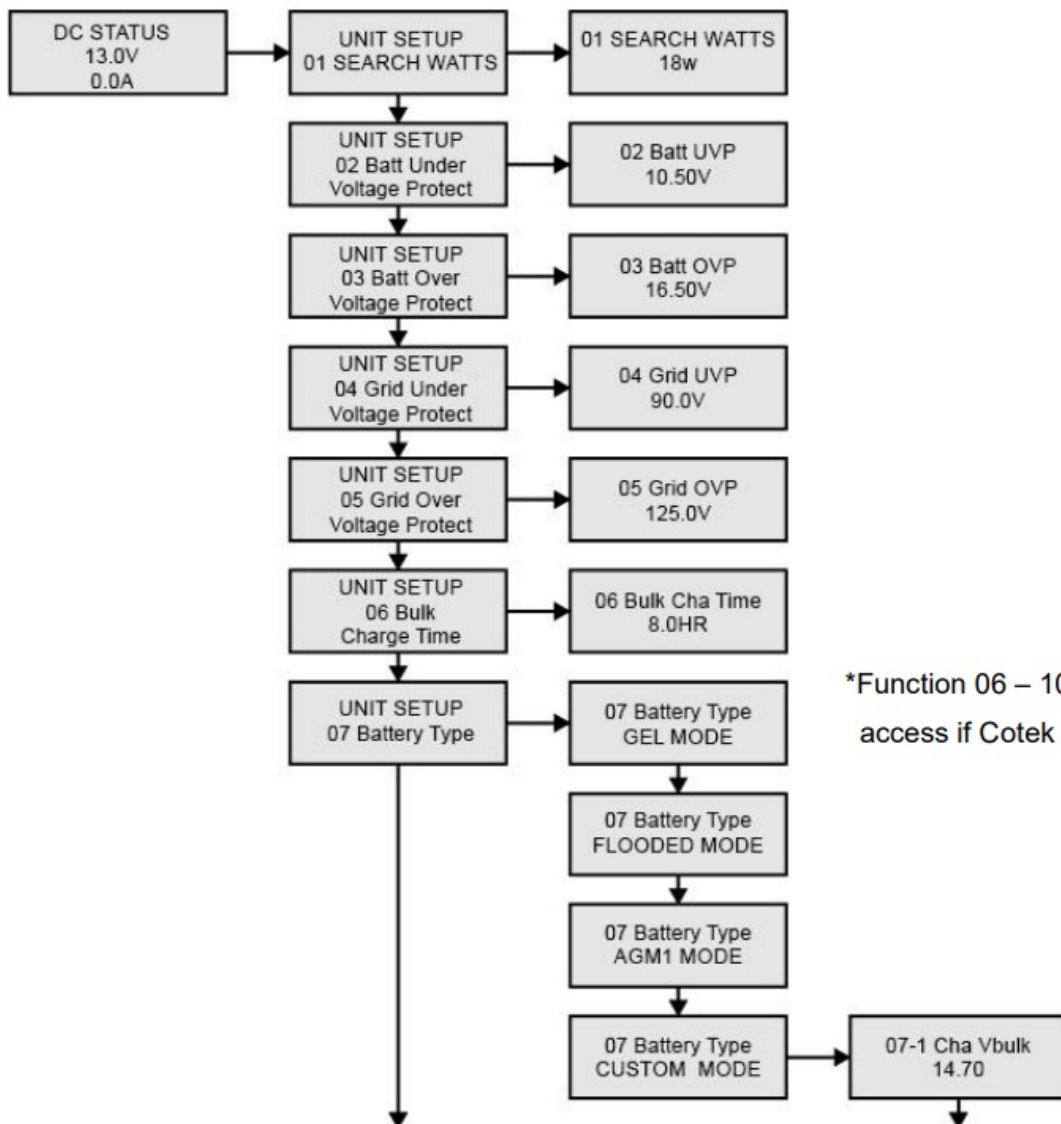 DC STATUS
13.0V
0.0A
UNIT SETUP
01 SEARCH WATTS
01 SEARCH WATTS
18w
UNIT SETUP
02 Batt Under
Voltage Protect
02 Batt UVP
10.50V
UNIT SETUP
03 Batt Over
Voltage Protect
03 Batt OVP
16.50V
UNIT SETUP
04 Grid Under
Voltage Protect
04 Grid UVP
90.0V
UNIT SETUP
05 Grid Over
Voltage Protect
05 Grid OVP
125.0V
UNIT SETUP
06 Bulk
Charge Time
06 Bulk Cha Time
8.0HR
*Function 06 – 10
access if Cotek
UNIT SETUP
07 Battery Type
07 Battery Type
GEL MODE
07 Battery Type
FLOODED MODE
07 Battery Type
AGM1 MODE
07 Battery Type
CUSTOM MODE
07-1 Cha Vbulk
14.70